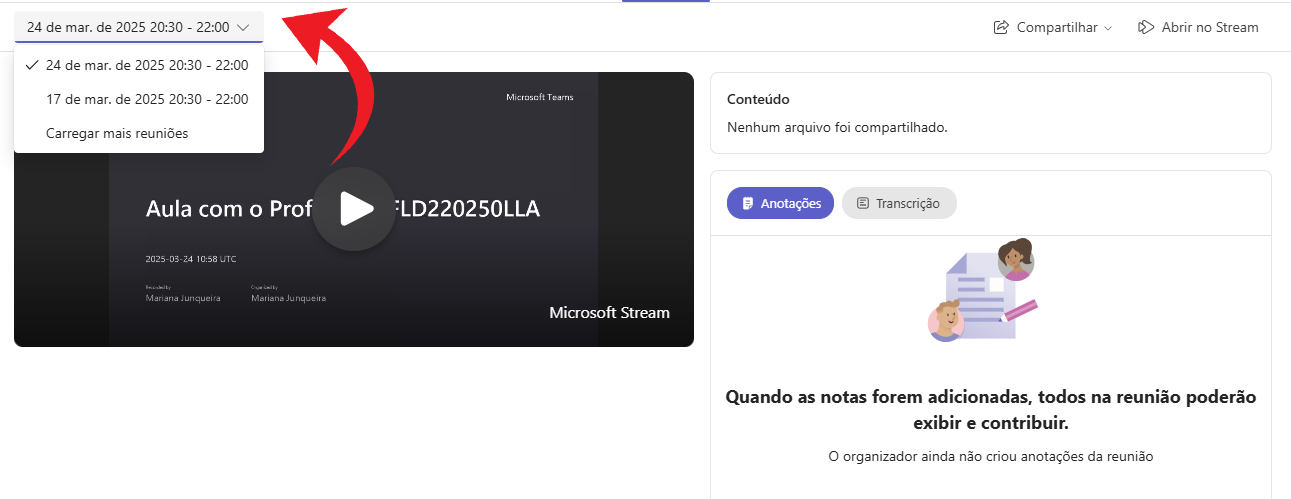 24 de mar. de 2025 20:30 - 22:00
Compartilhar
Abrir no Stream
24 de mar. de 2025 20:30 - 22:00
17 de mar. de 2025 20:30 - 22:00
Carregar mais reuniões
Microsoft Teams
Aula com o Prof FLD220250LLA
2025-03-24 10:58 UTC
Recorded by
Organized by
Mariana Junqueira
Mariana Junqueira
Microsoft Stream
Conteúdo
Nenhum arquivo foi compartilhado.
Anotações
Transcrição
Quando as notas forem adicionadas, todos na reunião poderão
exibir e contribuir.
O organizador ainda não criou anotações da reunião